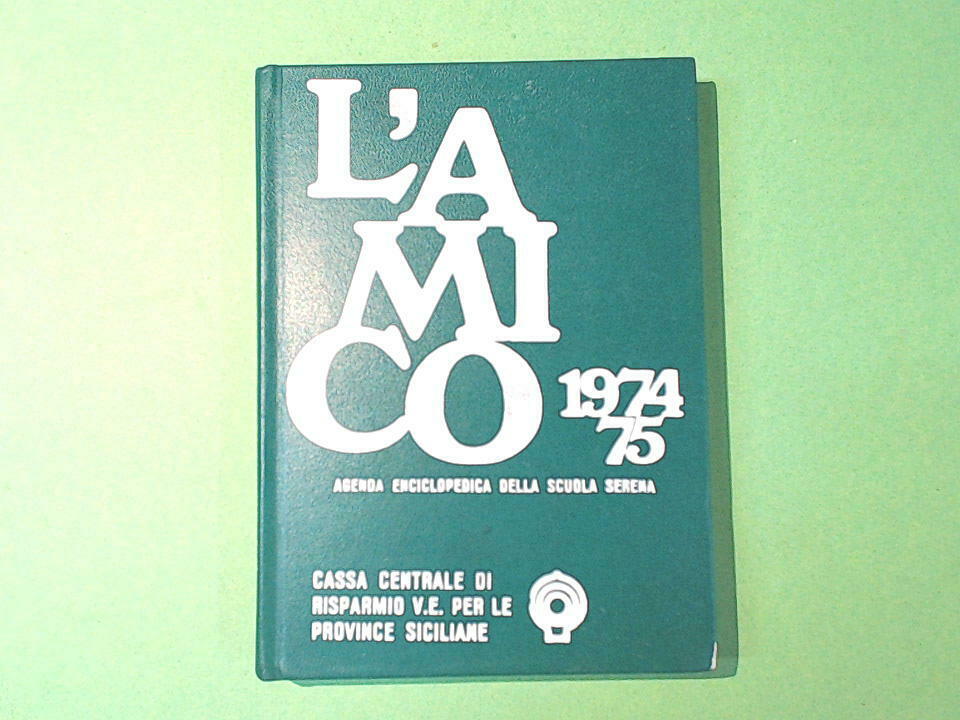 L'A
MI
CO
1974
75
AGENDA ENCICLOPEDICA DELLA SCUOLA SERENA
CASSA CENTRALE DI
RISPARMIO V.E. PER LE
PROVINCE SICILIANE